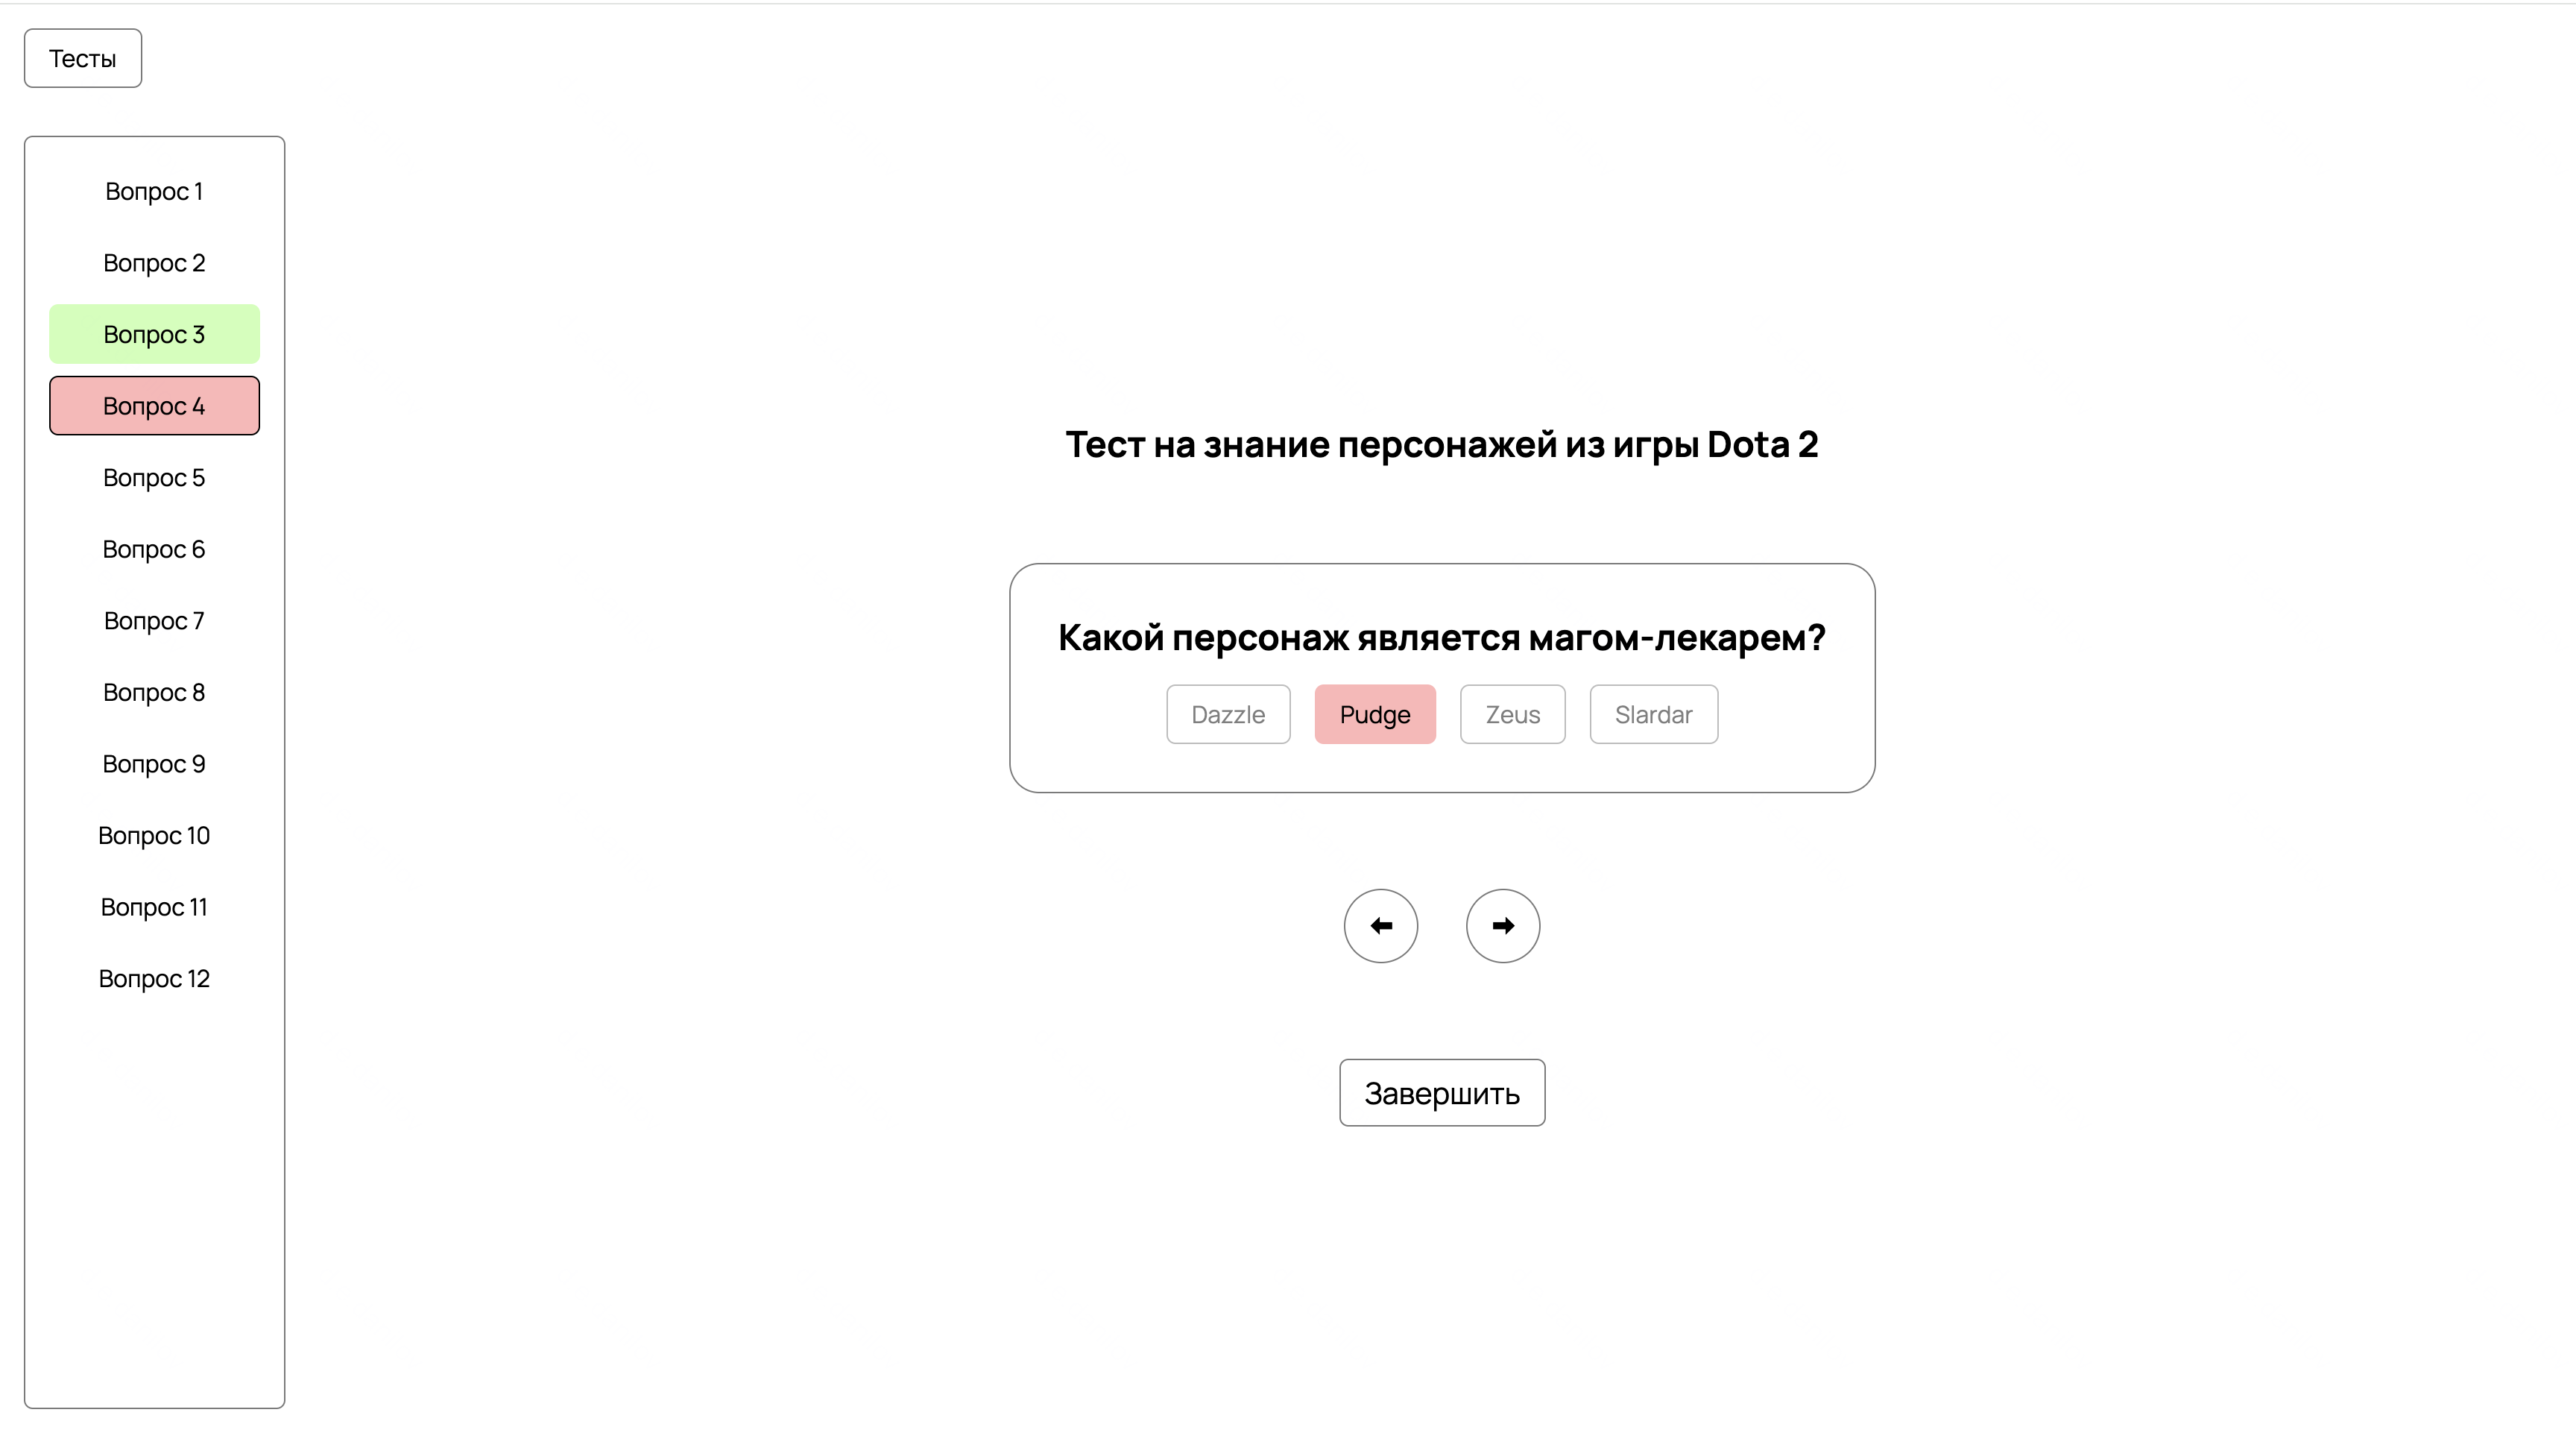 Тесты
Вопрос 1
Вопрос 2
Вопрос 3
Вопрос 4
Вопрос 5
Вопрос 6
Вопрос 7
Вопрос 8
Вопрос 9
Вопрос 10
Вопрос 11
Вопрос 12
Тест на знание персонажей из игры Dota 2
Какой персонаж является магом-лекарем?
Dazzle Pudge Zeus Slardar
Завершить